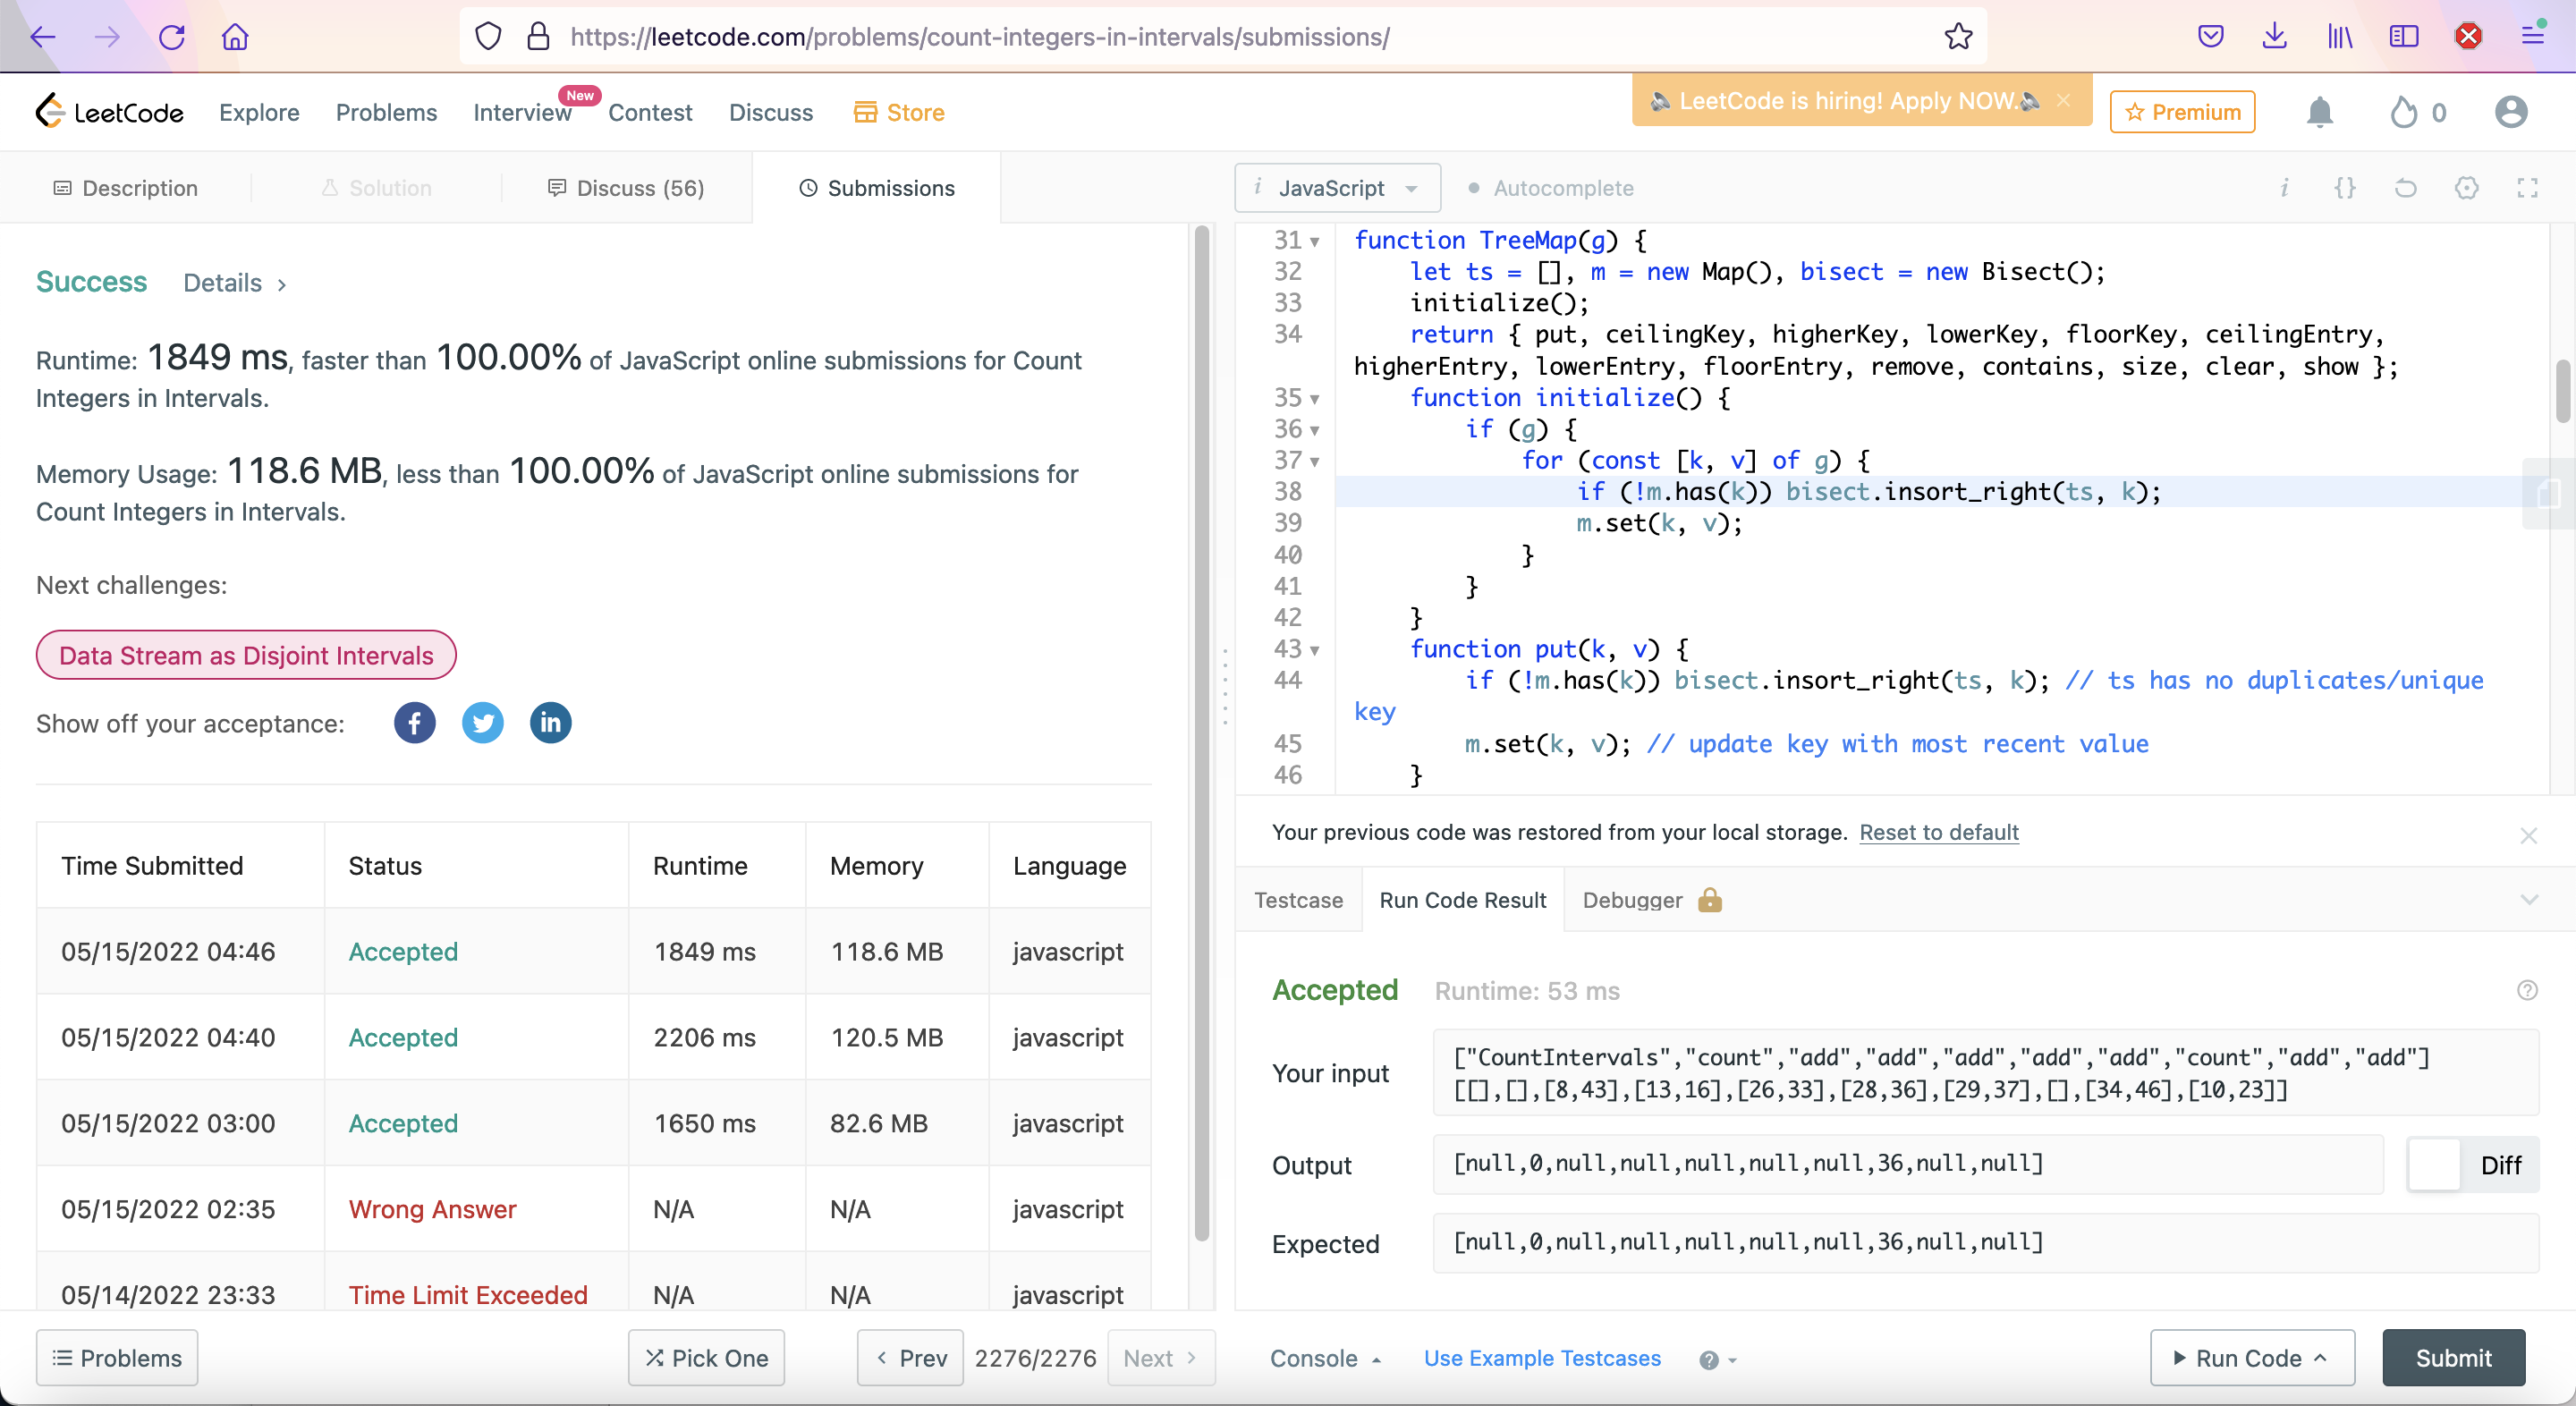 https://leetcode.com/problems/count-integers-in-intervals/submissions/
LeetCode Explore Problems Interview New Contest Discuss Store
LeetCode is hiring! Apply NOW. × Premium 0
Description Solution Discuss (56) Submissions
i JavaScript Autocomplete i {}
Success Details >
Runtime: 1849 ms, faster than 100.00% of JavaScript online submissions for Count
Integers in Intervals.
Memory Usage: 118.6 MB, less than 100.00% of JavaScript online submissions for
Count Integers in Intervals.
Next challenges:
Data Stream as Disjoint Intervals
Show off your acceptance: f in
Time Submitted Status Runtime Memory Language
05/15/2022 04:46 Accepted 1849 ms 118.6 MB javascript
05/15/2022 04:40 Accepted 2206 ms 120.5 MB javascript
05/15/2022 03:00 Accepted 1650 ms 82.6 MB javascript
05/15/2022 02:35 Wrong Answer N/A N/A javascript
05/14/2022 23:33 Time Limit Exceeded N/A N/A javascript
Problems Pick One < Prev 2276/2276 Next >
31 function TreeMap(g) {
32 let ts = [], m = new Map(), bisect = new Bisect();
33 initialize();
34 return { put, ceilingKey, higherKey, lowerKey, floorKey, ceilingEntry,
higherEntry, lowerEntry, floorEntry, remove, contains, size, clear, show };
35 function initialize() {
36 if (g) {
37 for (const [k, v] of g) {
38 if (!m.has(k)) bisect.insort_right(ts, k);
39 m.set(k, v);
40 }
41 }
42 }
43 function put(k, v) {
44 if (!m.has(k)) bisect.insort_right(ts, k); // ts has no duplicates/unique
key
45 m.set(k, v); // update key with most recent value
46 }
Your previous code was restored from your local storage. Reset to default
Testcase Run Code Result Debugger
Accepted Runtime: 53 ms
Your input
["CountIntervals","count","add","add","add","add","add","count","add","add"]
[[],[],[8,43],[13,16],[26,33],[28,36],[29,37],[],[34,46],[10,23]]
Output [null,0,null,null,null,null,null,36,null,null] Diff
Expected [null,0,null,null,null,null,null,36,null,null]
Console Use Example Testcases ? Run Code Submit